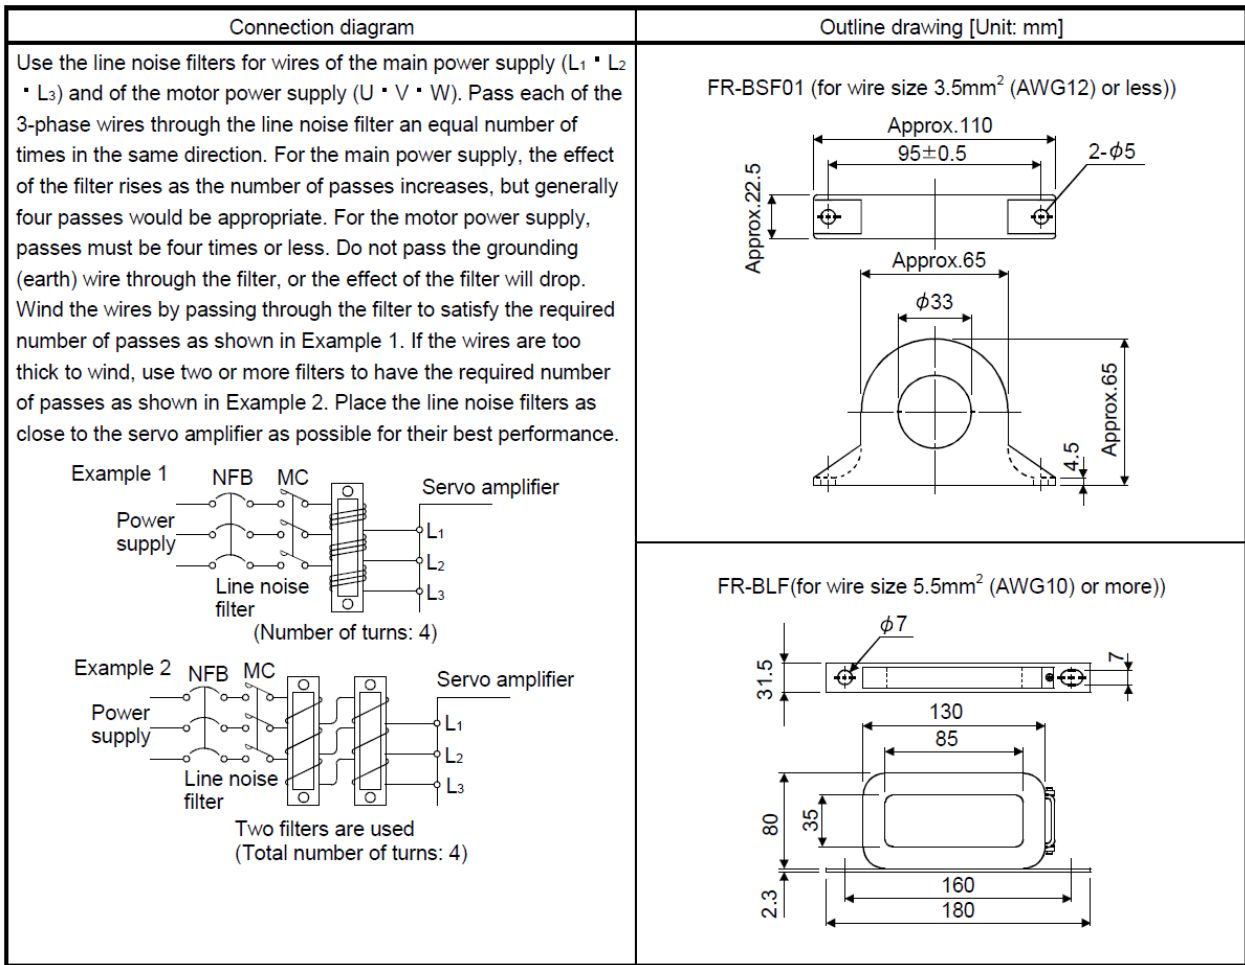 Connection diagram
Outline drawing [Unit: mm]
Use the line noise filters for wires of the main power supply (L1・L2
・L3) and of the motor power supply (U・V・W). Pass each of the
3-phase wires through the line noise filter an equal number of
times in the same direction. For the main power supply, the effect
of the filter rises as the number of passes increases, but generally
four passes would be appropriate. For the motor power supply,
passes must be four times or less. Do not pass the grounding
(earth) wire through the filter, or the effect of the filter will drop.
Wind the wires by passing through the filter to satisfy the required
number of passes as shown in Example 1. If the wires are too
thick to wind, use two or more filters to have the required number
of passes as shown in Example 2. Place the line noise filters as
close to the servo amplifier as possible for their best performance.
Example 1
NFB
MC
Servo amplifier
Power
supply
L1
L2
L3
Line noise
filter
(Number of turns: 4)
Example 2
NFB
MC
Servo amplifier
Power
supply
L1
L2
L3
Line noise
filter
Two filters are used
(Total number of turns: 4)
FR-BSF01 (for wire size 3.5mm² (AWG12) or less))
Approx.110
95±0.5
2-φ5
Approx.22.5
Approx.65
φ33
Approx.65
4.5
FR-BLF(for wire size 5.5mm² (AWG10) or more))
φ7
31.5
7
130
85
80
35
2.3
160
180